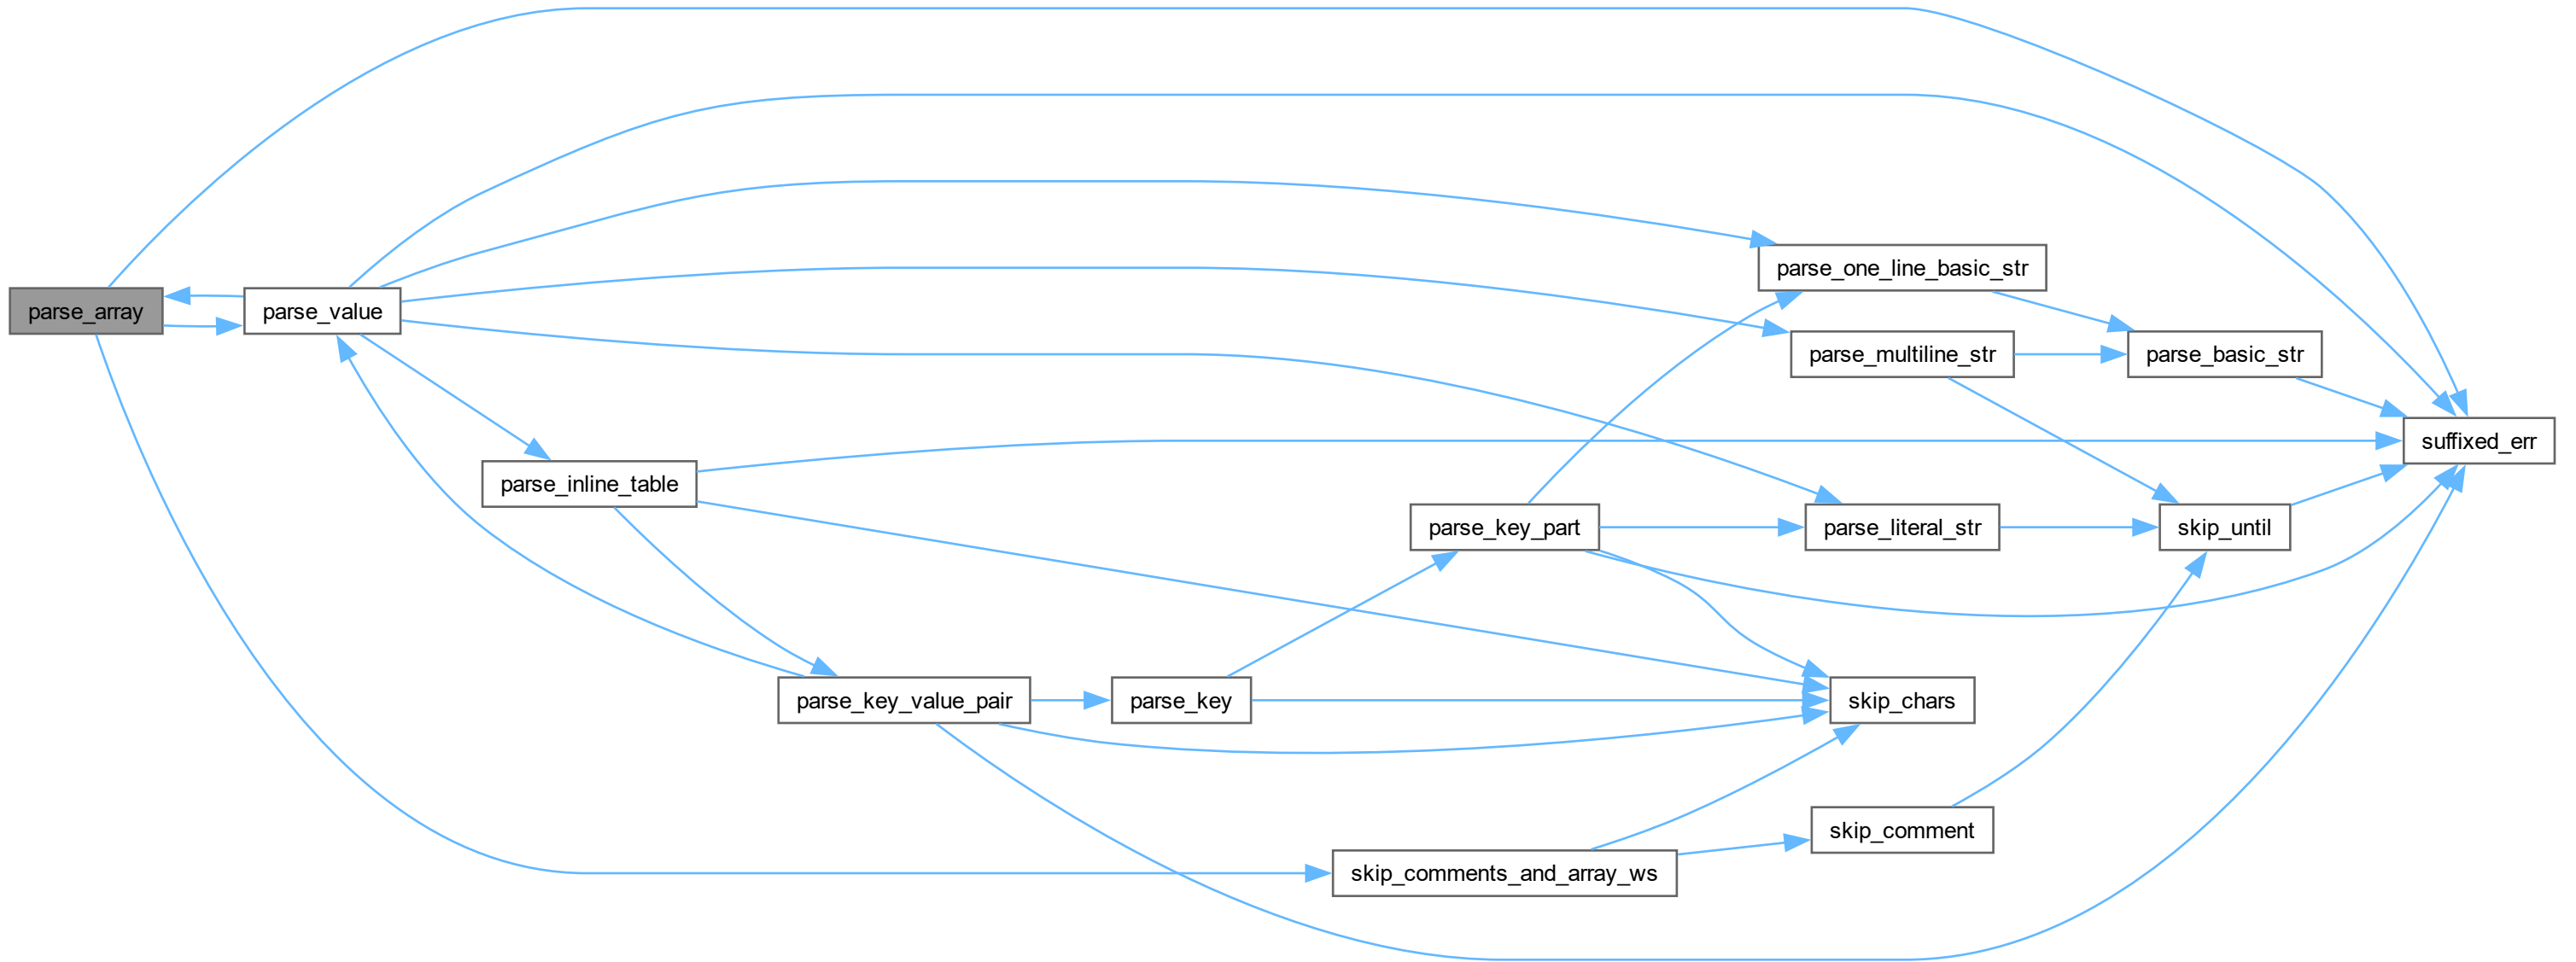 parse_array
parse_value
parse_inline_table
parse_key_value_pair
parse_key
skip_comments_and_array_ws
parse_key_part
parse_one_line_basic_str
parse_multiline_str
parse_literal_str
skip_chars
skip_comment
parse_basic_str
skip_until
suffixed_err